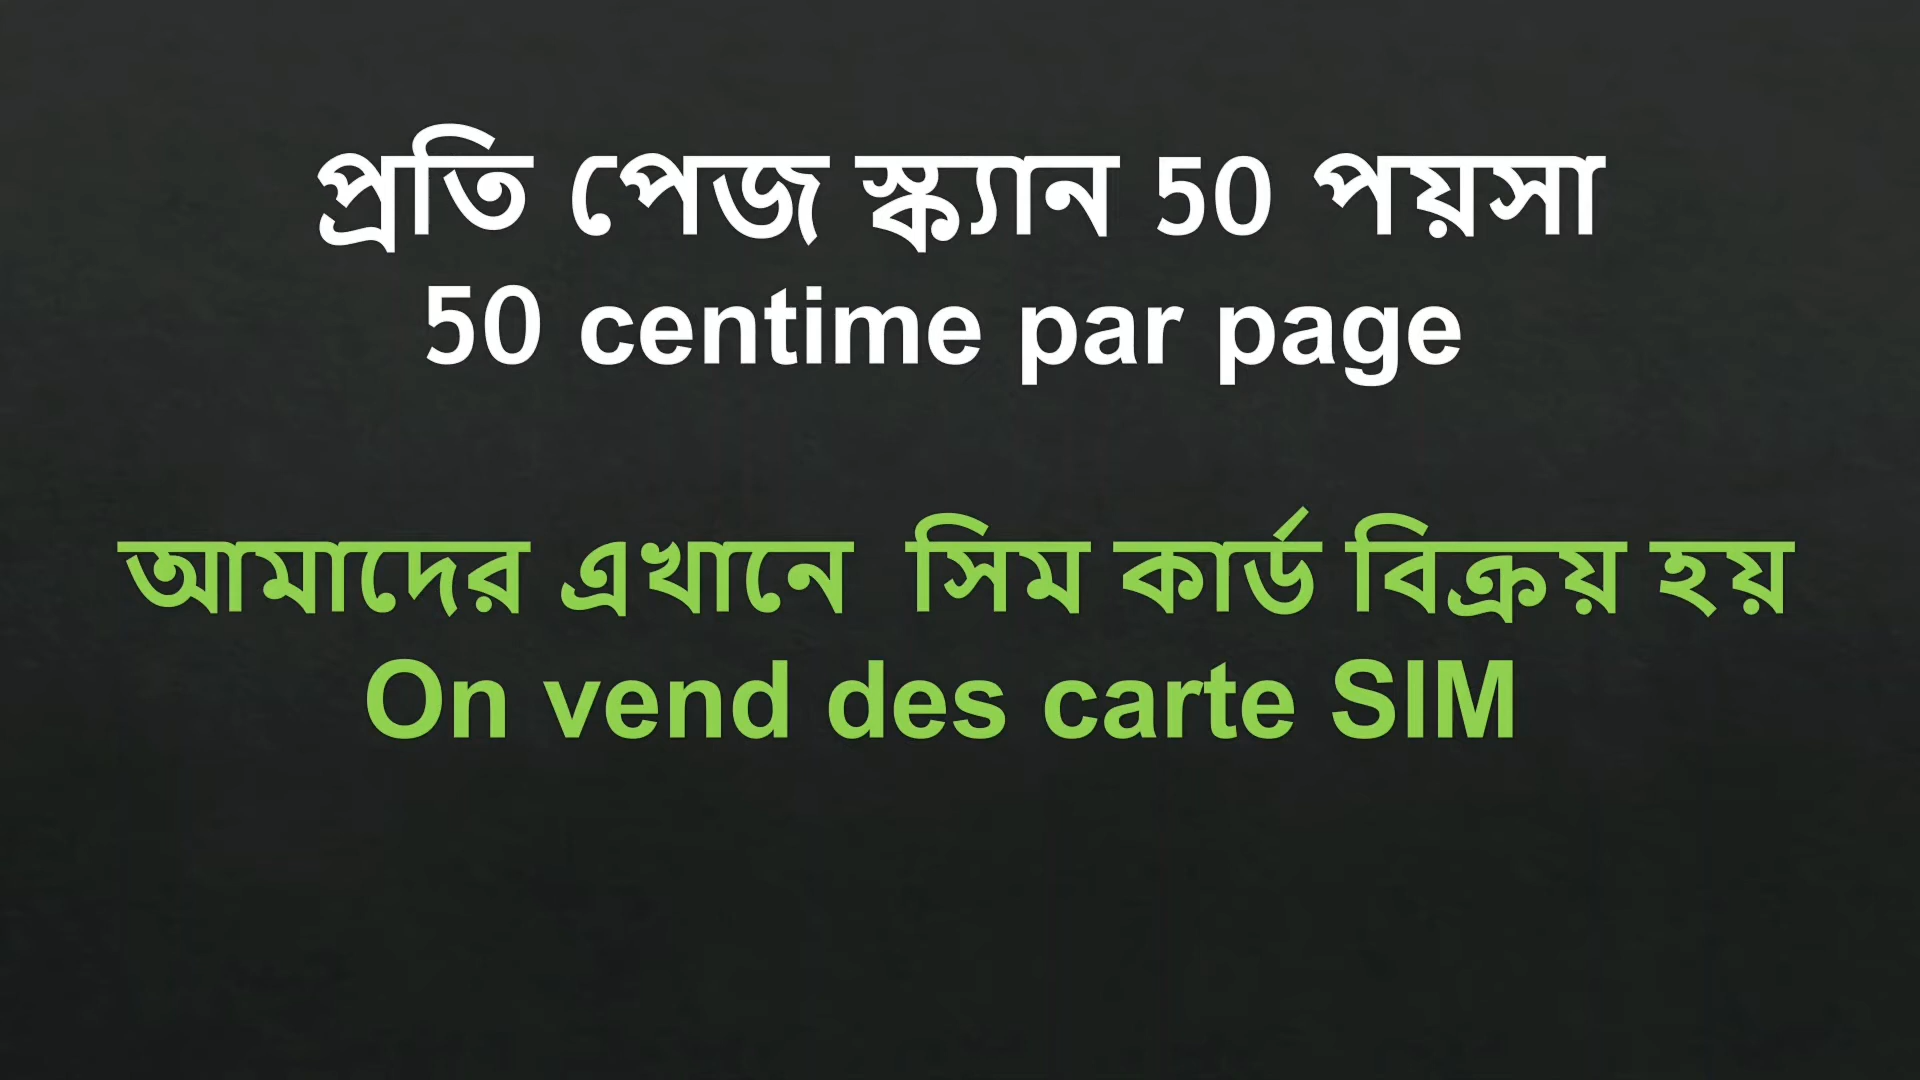 প্রতি পেজ স্ক্যান 50 পয়সা
50 centime par page
আমাদের এখানে সিম কার্ড বিক্রয় হয়
On vend des carte SIM